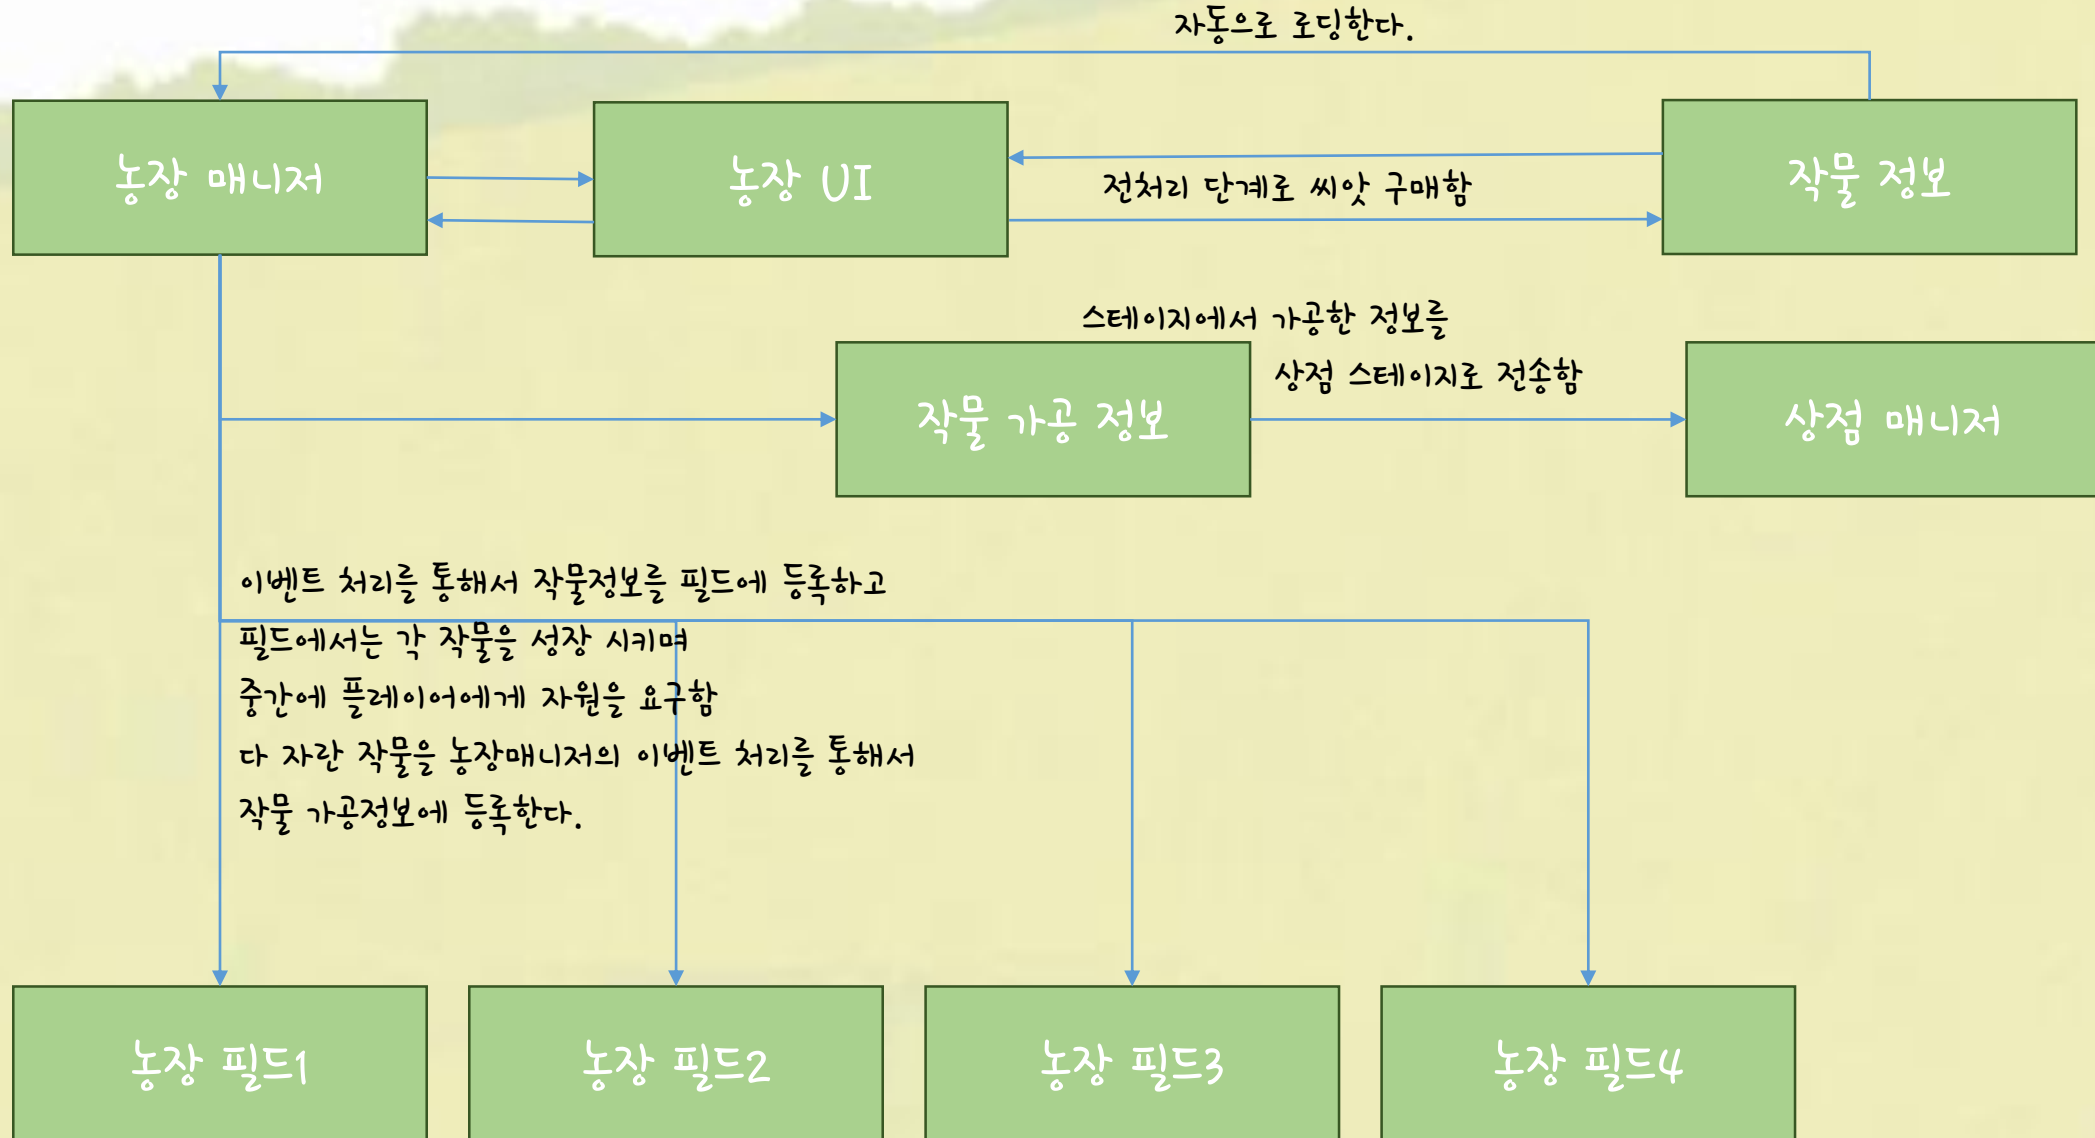 자동으로 로딩한다.
농장 매니저
농장 UI
전처리 단계로 씨앗 구매함
작물 정보
스테이지에서 가공한 정보를
상점 스테이지로 전송함
작물 가공 정보
상점 매니저
이벤트 처리를 통해서 작물정보를 필드에 등록하고
필드에서는 각 작물을 성장 시키며
중간에 플레이어에게 자원을 요구함
다 자란 작물을 농장매니저의 이벤트 처리를 통해서
작물 가공정보에 등록한다.
농장 필드1
농장 필드2
농장 필드3
농장 필드4